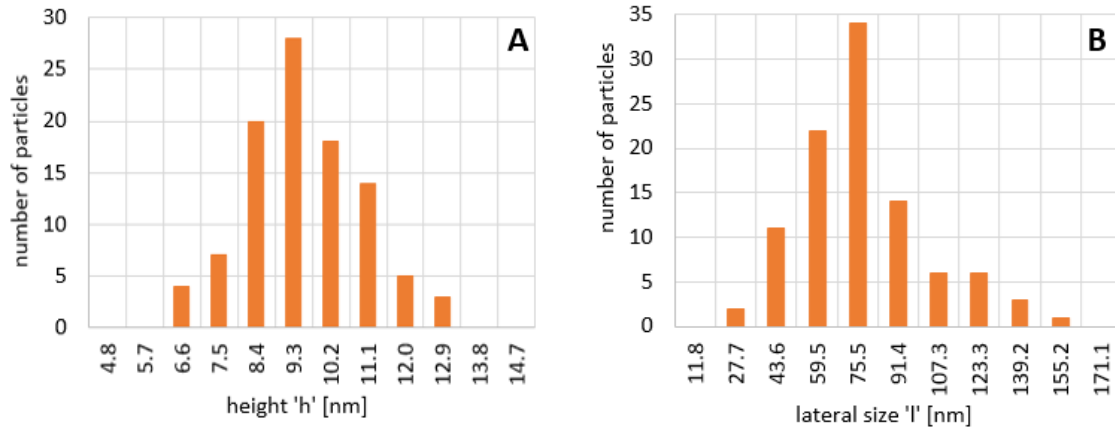 A
number of particles
30
25
20
15
10
5
0
4.8 5.7 6.6 7.5 8.4 9.3 10.2 11.1 12.0 12.9 13.8 14.7
height 'h' [nm]
B
number of particles
35
30
25
20
15
10
5
0
11.8 27.7 43.6 59.5 75.5 91.4 107.3 123.3 139.2 155.2 171.1
lateral size 'l' [nm]